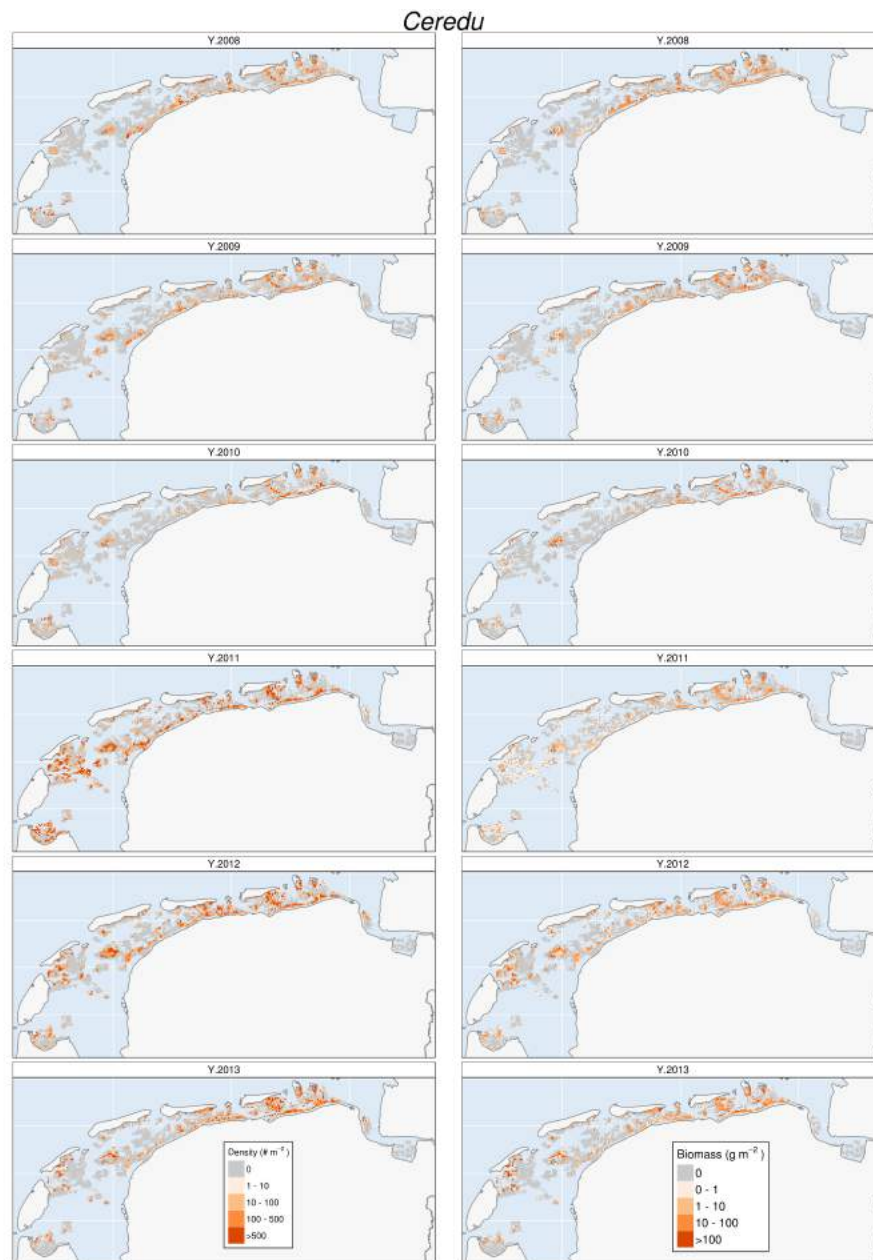 Ceredu
Y.2008
Y.2008
Y.2009
Y.2009
Y.2010
Y.2010
Y.2011
Y.2011
Y.2012
Y.2012
Y.2013
Y.2013
Density (# m⁻²)
0
1 - 10
10 - 100
100 - 500
>500
Biomass (g m⁻²)
0
0 - 1
1 - 10
10 - 100
>100